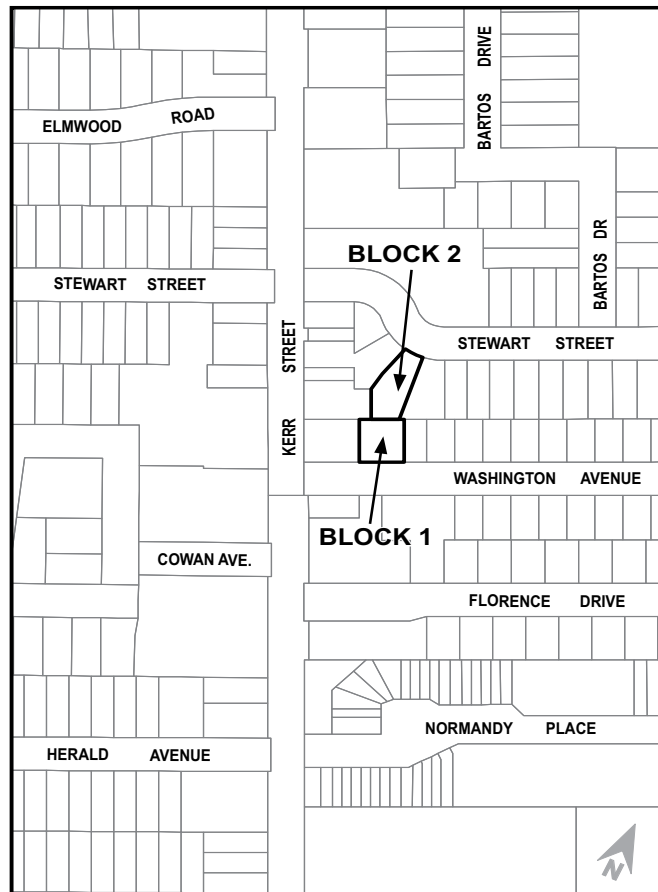 BARTOS DRIVE
ELMWOOD ROAD
BARTOS DR
BLOCK 2
STEWART STREET
STEWART STREET
KERR STREET
WASHINGTON AVENUE
BLOCK 1
COWAN AVE.
FLORENCE DRIVE
NORMANDY PLACE
HERALD AVENUE
N